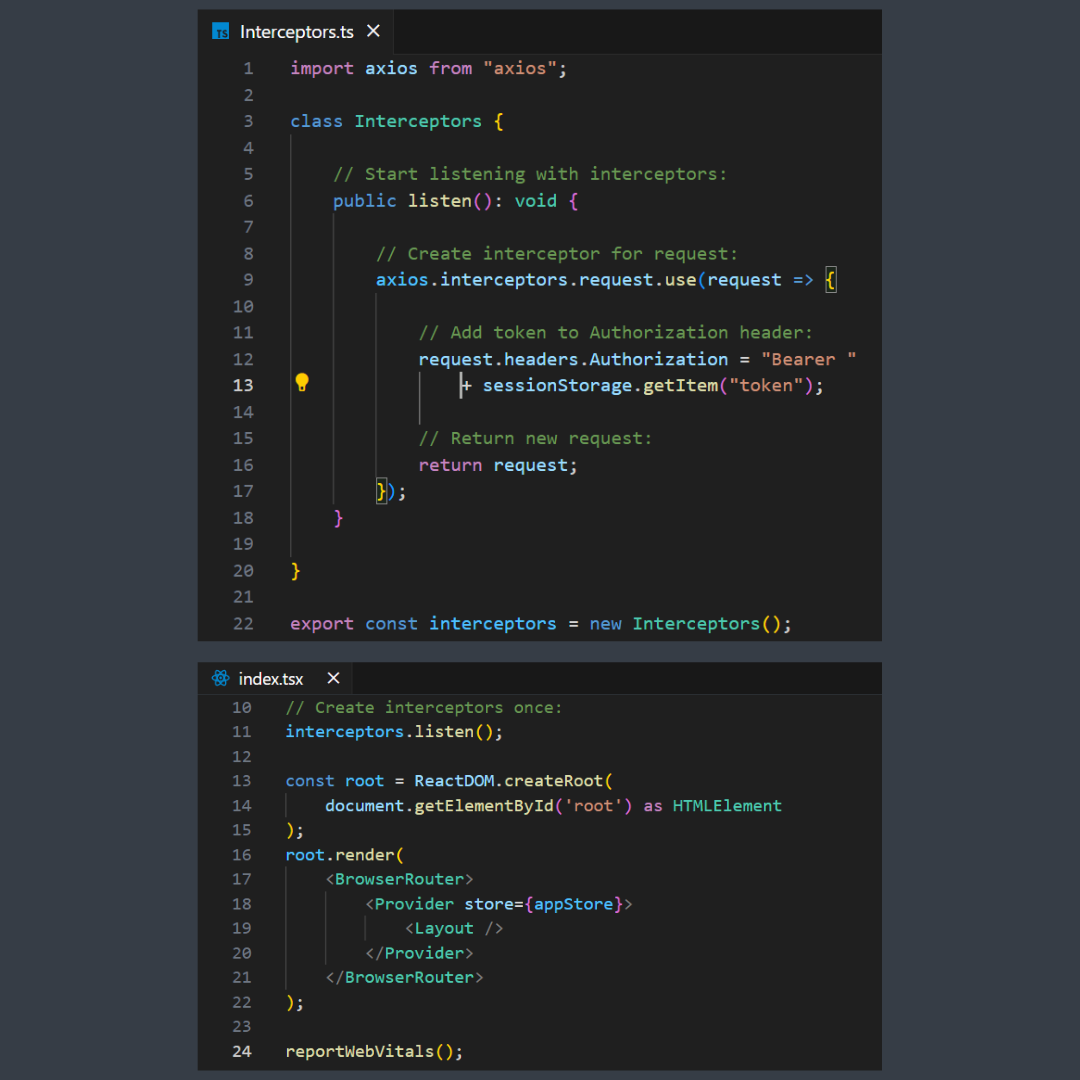 TS Interceptors.ts ×
1 import axios from "axios";
2
3 class Interceptors {
4
5 // Start listening with interceptors:
6 public listen(): void {
7
8 // Create interceptor for request:
9 axios.interceptors.request.use(request => {
10
11 // Add token to Authorization header:
12 request.headers.Authorization = "Bearer "
13 + sessionStorage.getItem("token");
14
15 // Return new request:
16 return request;
17 });
18 }
19
20 }
21
22 export const interceptors = new Interceptors();
index.tsx ×
10 // Create interceptors once:
11 interceptors.listen();
12
13 const root = ReactDOM.createRoot(
14 document.getElementById('root') as HTMLElement
15 );
16 root.render(
17 <BrowserRouter>
18 <Provider store={appStore}>
19 <Layout />
20 </Provider>
21 </BrowserRouter>
22 );
23
24 reportWebVitals();